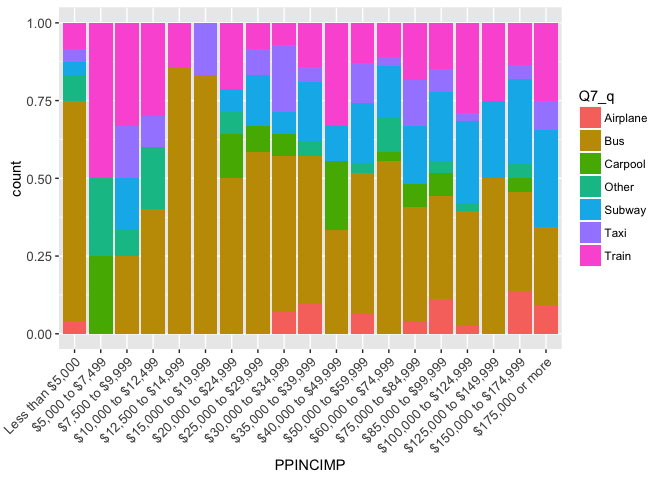 1.00
0.75
0.50
0.25
0.00
count
Less than $5,000
$5,000 to $7,499
$7,500 to $9,999
$10,000 to $12,499
$12,500 to $14,999
$15,000 to $19,999
$20,000 to $24,999
$25,000 to $29,999
$30,000 to $34,999
$35,000 to $39,999
$40,000 to $49,999
$50,000 to $59,999
$60,000 to $74,999
$75,000 to $84,999
$85,000 to $99,999
$100,000 to $124,999
$125,000 to $149,999
$150,000 to $174,999
$175,000 or more
PPINCIMP
Q7_q
Airplane
Bus
Carpool
Other
Subway
Taxi
Train